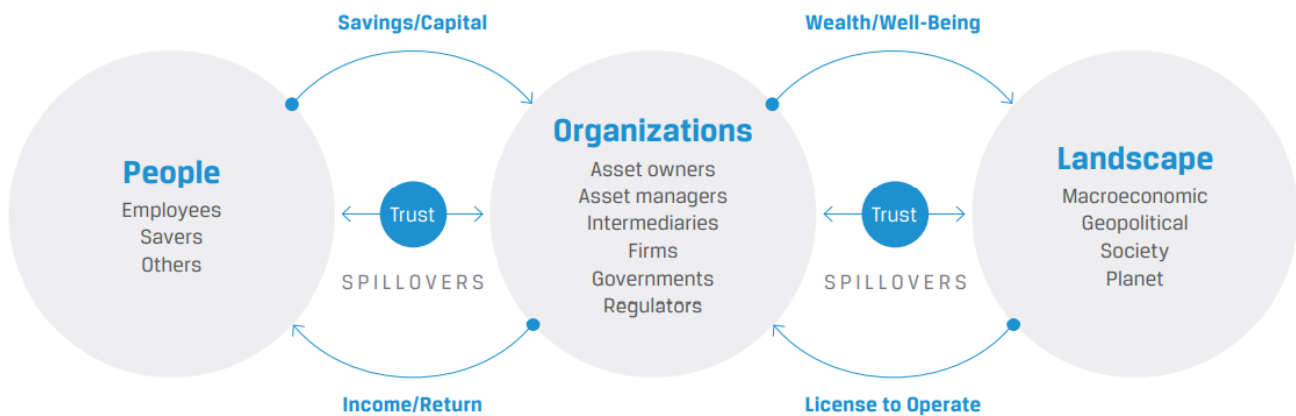 Savings/Capital
Wealth/Well-Being
People
Employees
Savers
Others
Trust
SPILLOVERS
Organizations
Asset owners
Asset managers
Intermediaries
Firms
Governments
Regulators
Trust
SPILLOVERS
Landscape
Macroeconomic
Geopolitical
Society
Planet
Income/Return
License to Operate